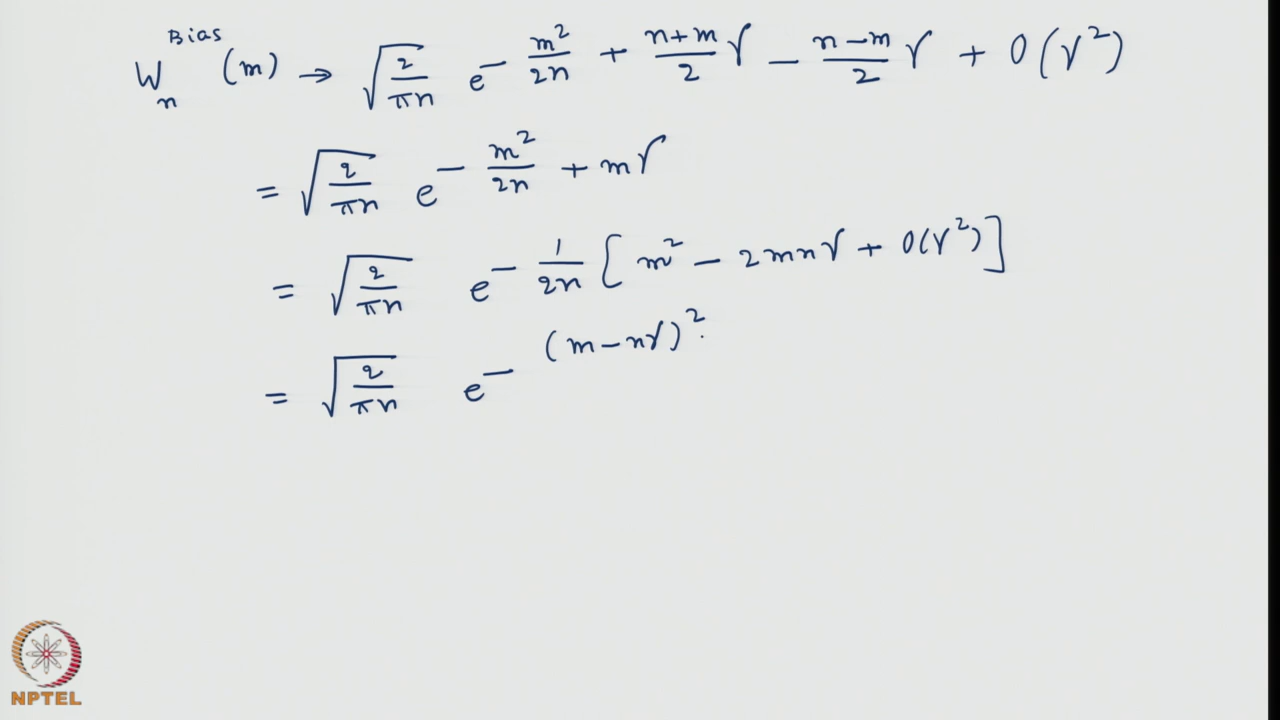 W_n^{Bias}(m) → √(2/πn) e^{- m²/2n + (n+m)/2 γ - (n-m)/2 γ + O(γ²)}
= √(2/πn) e^{- m²/2n + mγ}
= √(2/πn) e^{- 1/2n [m² - 2mnγ + O(γ²)]}
= √(2/πn) e^{- (m-nγ)²}
NPTEL